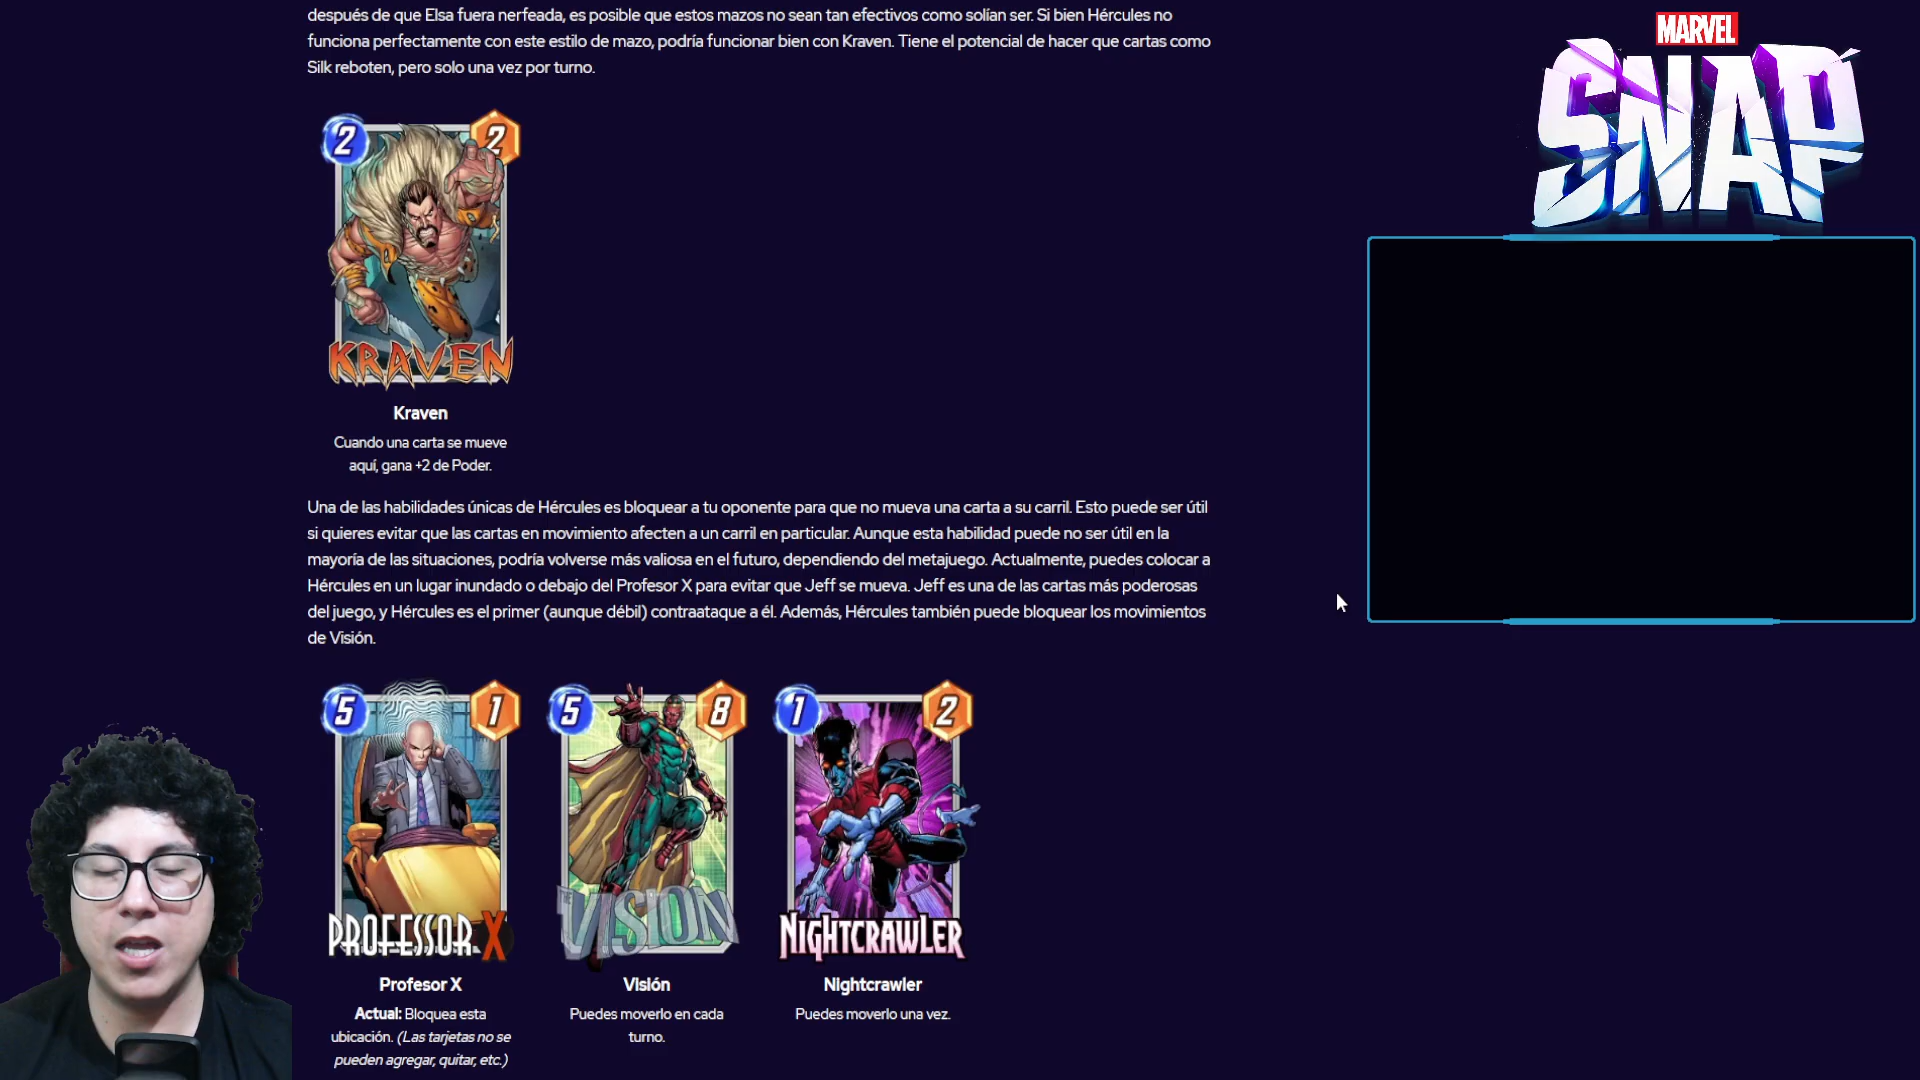 después de que Elsa fuera nerfeada, es posible que estos mazos no sean tan efectivos como solían ser. Si bien Hércules no
funciona perfectamente con este estilo de mazo, podría funcionar bien con Kraven. Tiene el potencial de hacer que cartas como
Silk reboten, pero solo una vez por turno.
MARVEL
SNAP
2
2
KRAVEN
Kraven
Cuando una carta se mueve
aquí, gana +2 de Poder.
Una de las habilidades únicas de Hércules es bloquear a tu oponente para que no mueva una carta a su carril. Esto puede ser útil
si quieres evitar que las cartas en movimiento afecten a un carril en particular. Aunque esta habilidad puede no ser útil en la
mayoría de las situaciones, podría volverse más valiosa en el futuro, dependiendo del metajuego. Actualmente, puedes colocar a
Hércules en un lugar inundado o debajo del Profesor X para evitar que Jeff se mueva. Jeff es una de las cartas más poderosas
del juego, y Hércules es el primer (aunque débil) contraataque a él. Además, Hércules también puede bloquear los movimientos
de Visión.
5
1
PROFESSOR X
Profesor X
Actual: Bloquea esta
ubicación. (Las tarjetas no se
pueden agregar, quitar, etc.)
5
8
THE VISION
Visión
Puedes moverlo en cada
turno.
1
2
NIGHTCRAWLER
Nightcrawler
Puedes moverlo una vez.